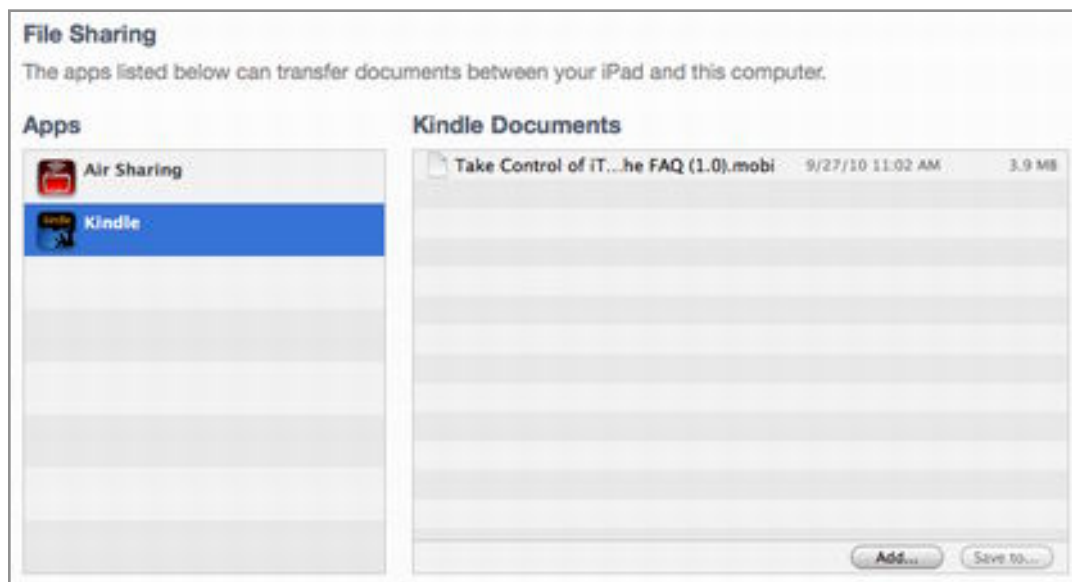 File Sharing
The apps listed below can transfer documents between your iPad and this computer.
Apps
Kindle Documents
Air Sharing
Kindle
Take Control of iT...he FAQ (1.0).mobi 9/27/10 11:02 AM 3.9 MB
Add... Save to...